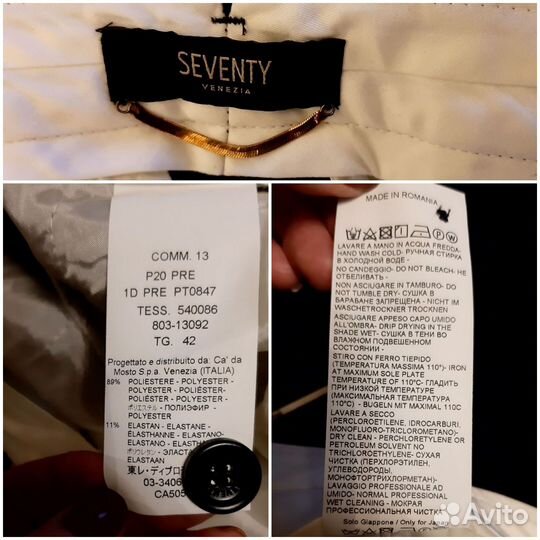 SEVENTY
VENEZIA
COMM. 13
P20 PRE
1D PRE PT0847
TESS. 540086
803-13092
TG. 42
Progettato e distribuito da: Ca' da
Mosto S.p.a. Venezia (ITALIA)
89% POLIESTERE - POLYESTER -
POLYESTER - POLYESTER -
POLYSTAN - POLIESTER -
ポリエステル - ПОЛИЭФИР -
POLYESTER
11% ELASTAN - ELASTANE -
ELASTHANNE - ELASTANO -
ELASTHAN - ELASTANE -
ポリウレタン - ЭЛАСТ
ELASTAAN
東レ・ディプロ
03-3406
CA505
MADE IN ROMANIA
LAVARE A MANO IN ACQUA FREDDA-
HAND WASH COLD- РУЧНАЯ СТИРКА
В ХОЛОДНОЙ ВОДЕ -
NO CANDEGGIO- DO NOT BLEACH- НЕ
ОТБЕЛИВАТЬ -
NON ASCIUGARE IN TAMBURO- DO
NOT TUMBLE DRY- СУШКА В
БАРАБАНЕ ЗАПРЕЩЕНА - NICHT IM
WASCHETROCKNER TROCKNEN
ASCIUGARE APPESO CAPO UMIDO
ALL'OMBRA- DRIP DRYING IN THE
SHADE- СУШКА В ТЕНИ ВО
ВЛАЖНОМ ПОДВЕШЕННОМ
СОСТОЯНИИ -
STIRO CON FERRO TIEPIDO
(TEMPERATURA MASSIMA 110°)- IRON
AT MAXIMUM SOLE PLATE
TEMPERATURE OF 110°C- ГЛАДИТЬ
ПРИ НИЗКОЙ ТЕМПЕРАТУРЕ
(МАКСИМАЛЬНАЯ ТЕМПЕРАТУРА
110°) - BUGELN MIT MAXIMAL 110C
LAVARE A SECCO
(PERCLOROETILENE, IDROCARBURI,
MONOFLUORO-TRICLOROMETANO)-
DRY CLEAN - PERCHLORETYLENE OR
PETROLEUM SOLVENT NO
TRICHLOROETHYLENE- СУХАЯ
ЧИСТКА (ПЕРХЛОРЭТИЛЕН,
УГЛЕВОДОРОДЫ,
МОНОФТОРТРИХЛОРМЕТАН)-
LAVAGGIO PROFESSIONALE AD
UMIDO- NORMAL PROFESSIONAL
WET CLEANING - МОКРАЯ
ПРОФЕССИОНАЛЬНАЯ ЧИСТКА
Solo Giappone / Only for Japan
Avito